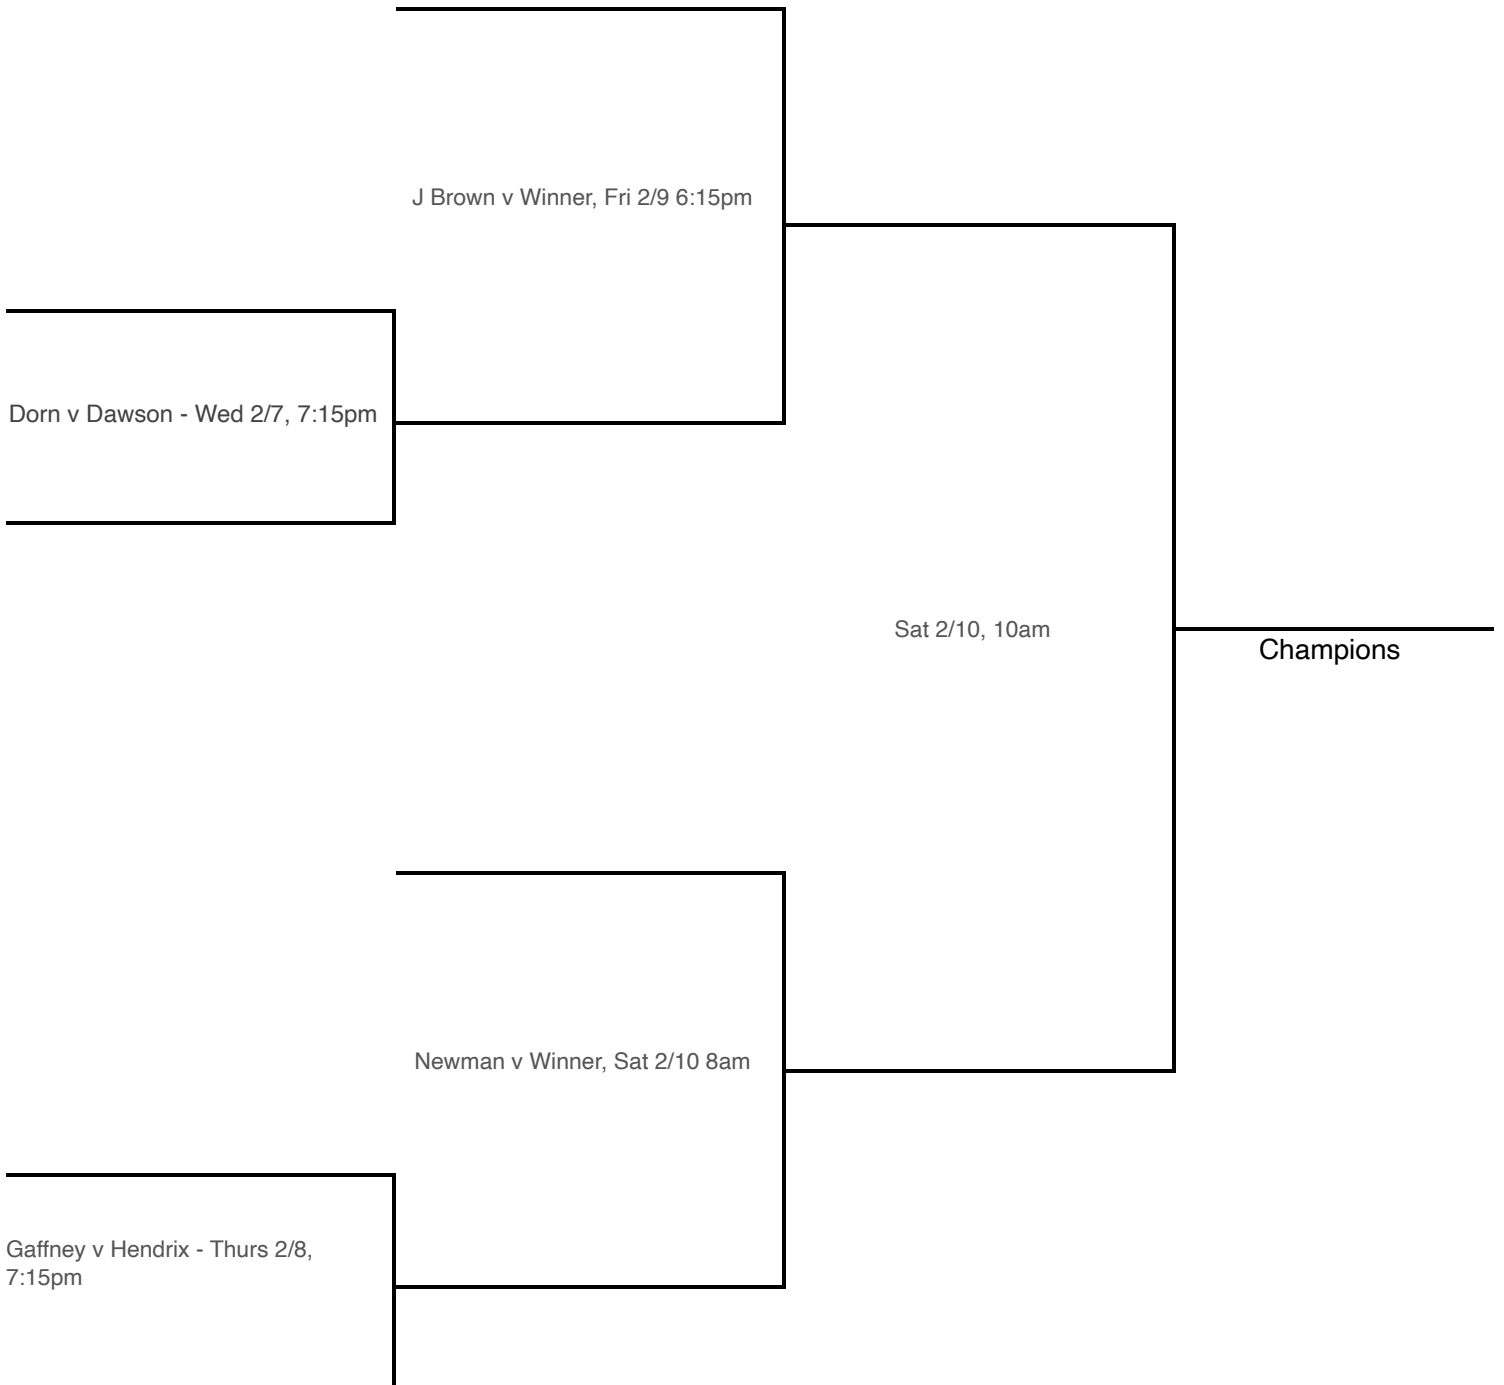 J Brown v Winner, Fri 2/9 6:15pm
Dorn v Dawson - Wed 2/7, 7:15pm
Sat 2/10, 10am
Champions
Newman v Winner, Sat 2/10 8am
Gaffney v Hendrix - Thurs 2/8,
7:15pm